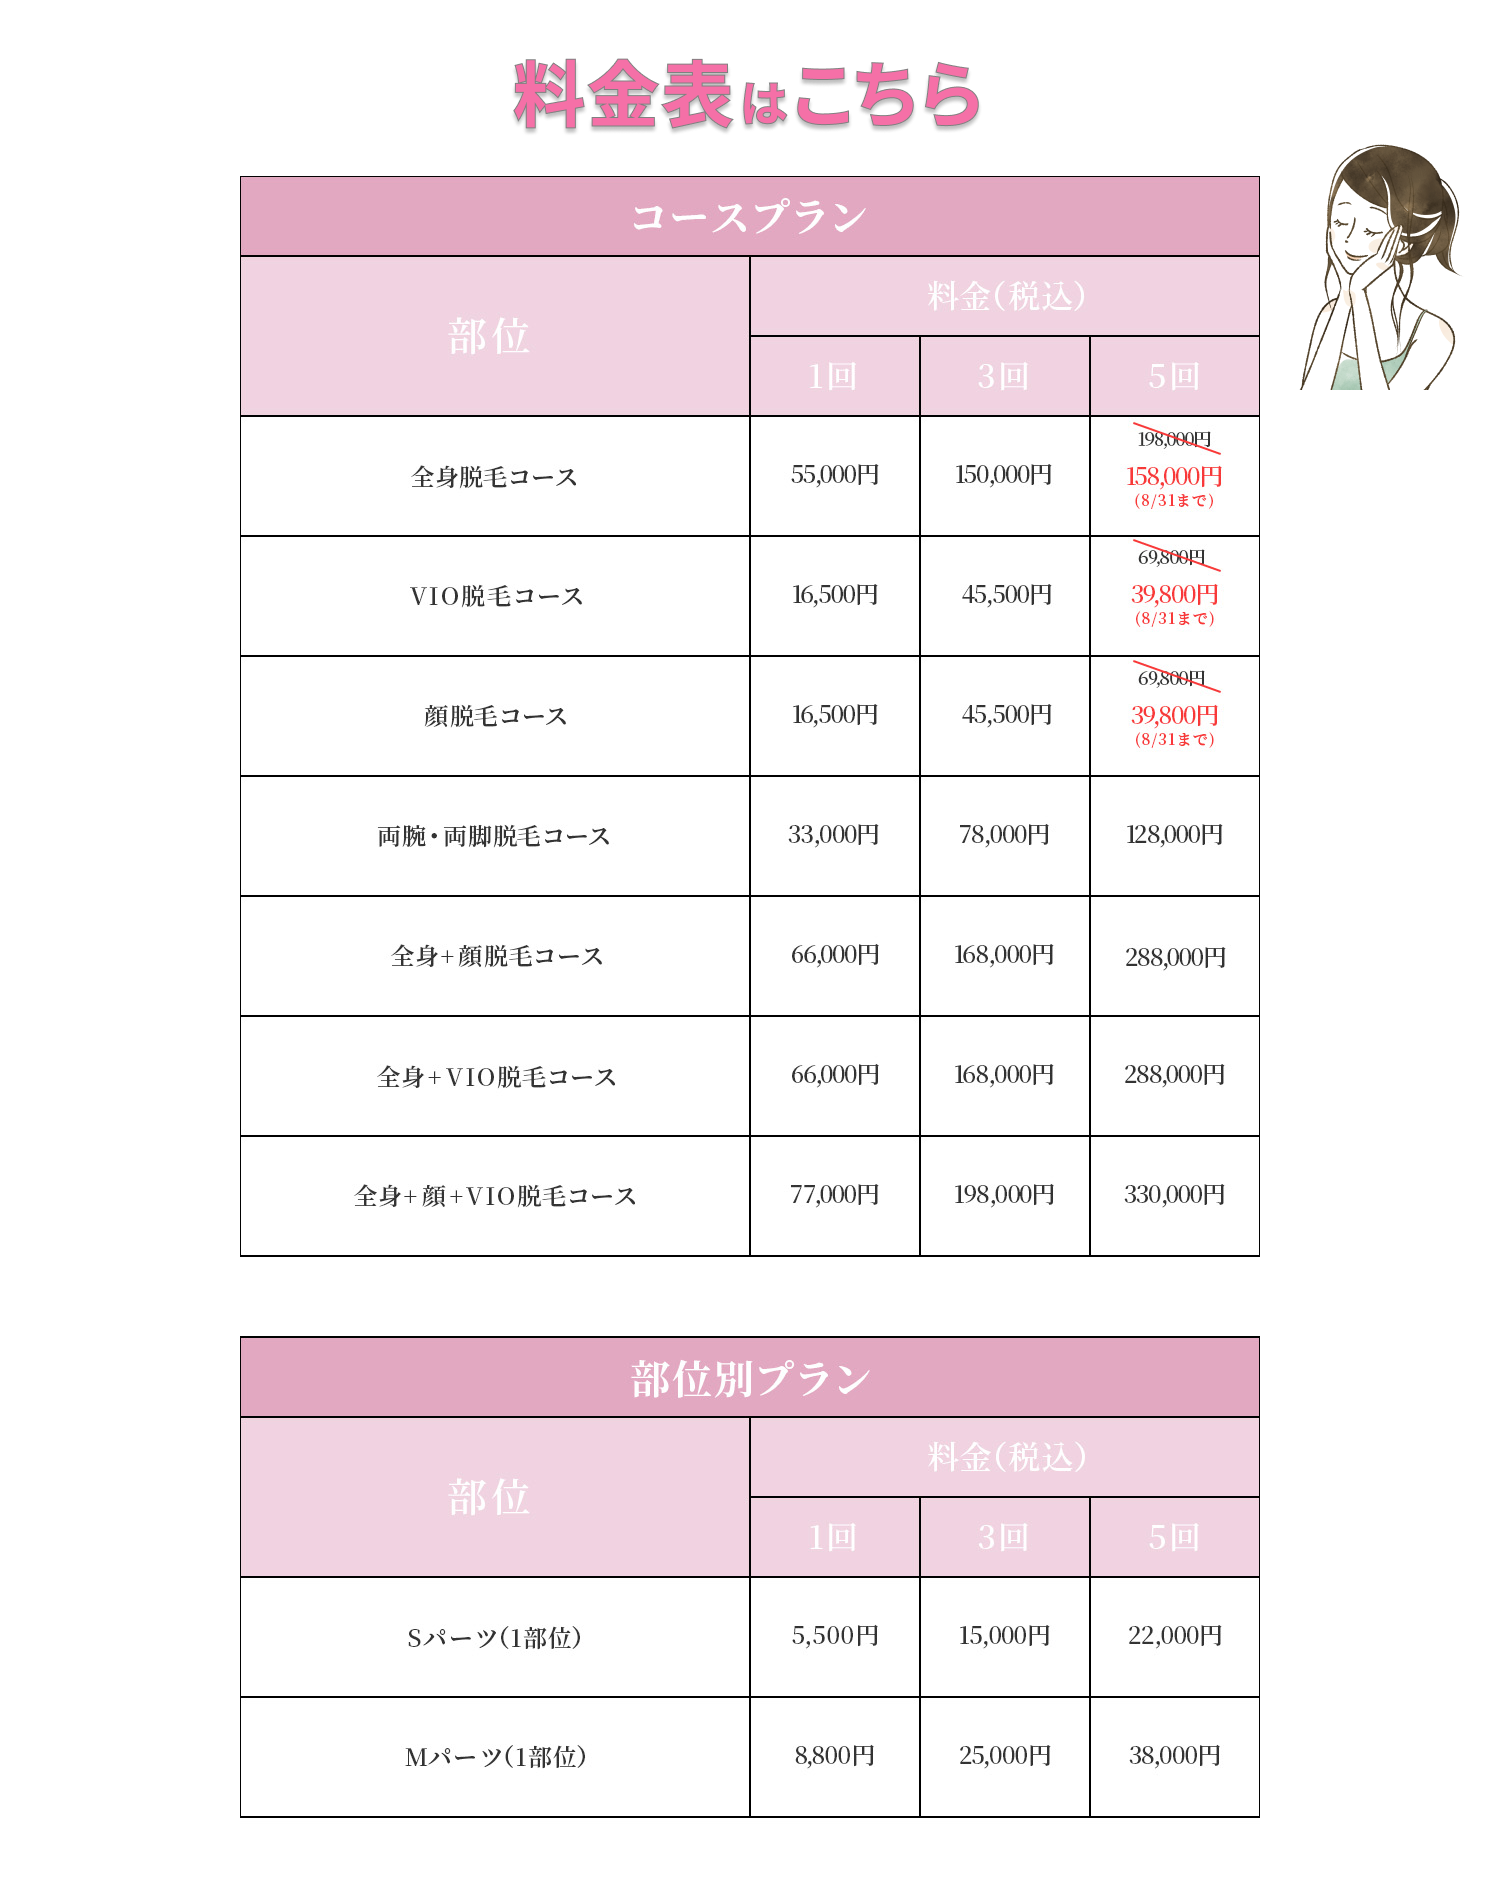 料金表はこちら
コースプラン
部位
料金(税込)
1回 3回 5回
全身脱毛コース 55,000円 150,000円 198,000円
158,000円
(8/31まで)
VIO脱毛コース 16,500円 45,500円 69,800円
39,800円
(8/31まで)
顔脱毛コース 16,500円 45,500円 69,800円
39,800円
(8/31まで)
両腕・両脚脱毛コース 33,000円 78,000円 128,000円
全身+顔脱毛コース 66,000円 168,000円 288,000円
全身+VIO脱毛コース 66,000円 168,000円 288,000円
全身+顔+VIO脱毛コース 77,000円 198,000円 330,000円
部位別プラン
部位
料金(税込)
1回 3回 5回
Sパーツ(1部位) 5,500円 15,000円 22,000円
Mパーツ(1部位) 8,800円 25,000円 38,000円